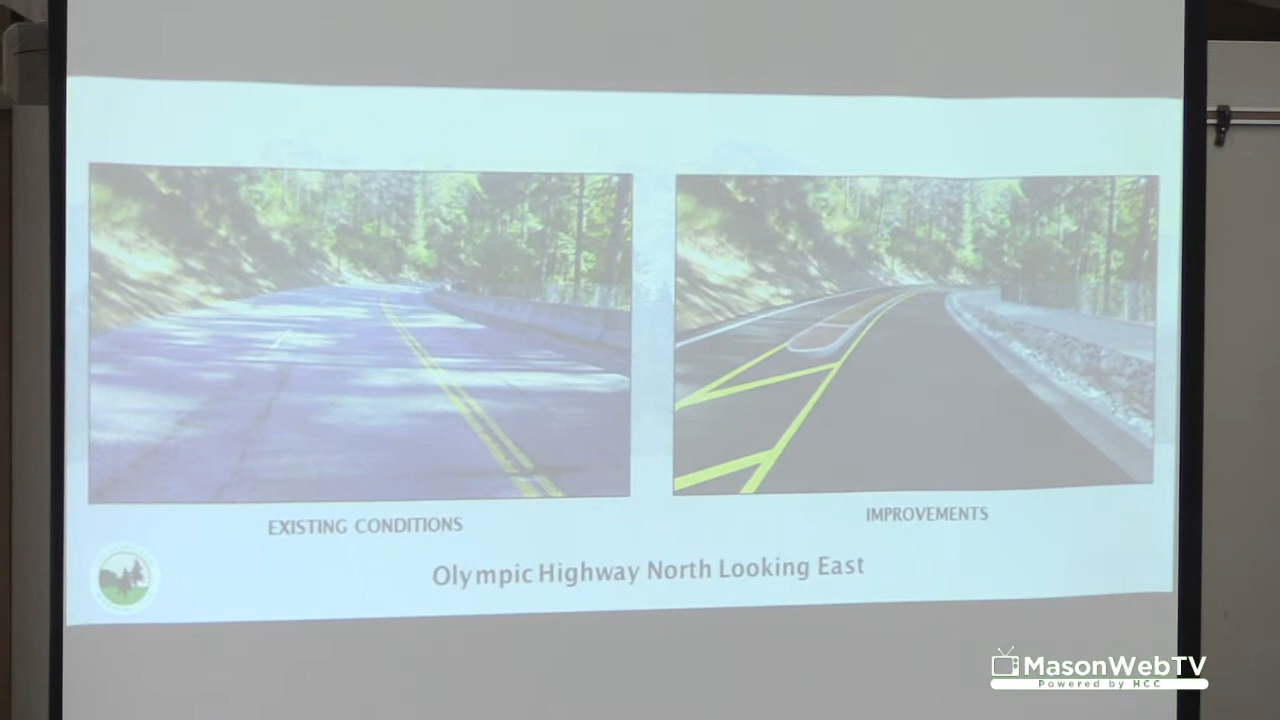 EXISTING CONDITIONS
IMPROVEMENTS
Olympic Highway North Looking East
MasonWebTV
Powered by HCC